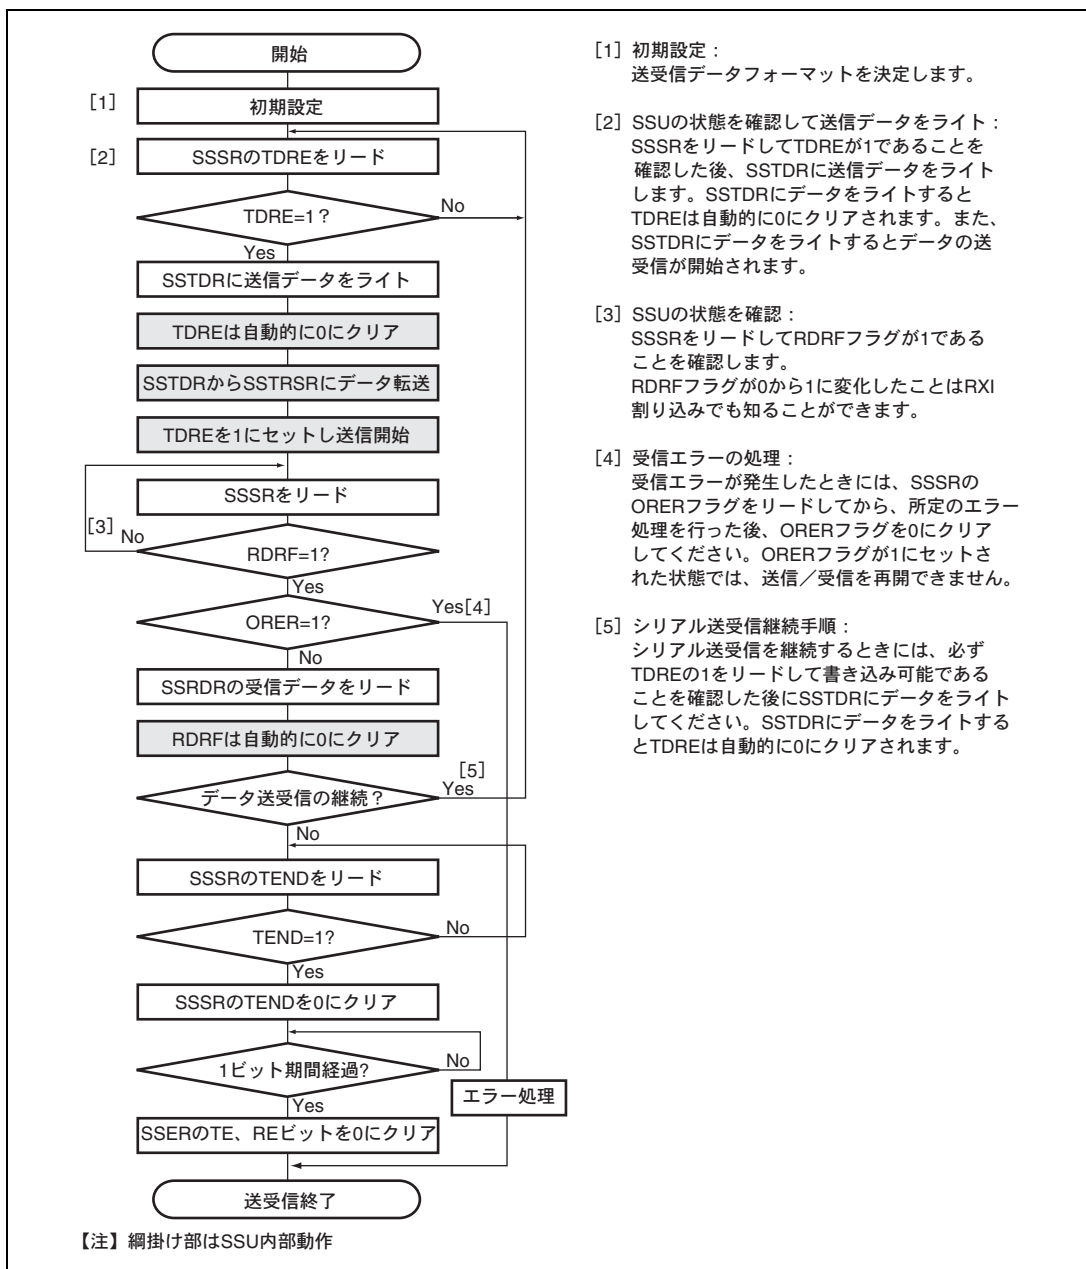 開始
[1]
初期設定
[2]
SSSRのTDREをリード
TDRE=1？
No
Yes
SSTDRに送信データをライト
TDREは自動的に0にクリア
SSTDRからSSTRSRにデータ転送
TDREを1にセットし送信開始
SSSRをリード
[3]
No
RDRF=1?
Yes
ORER=1?
Yes[4]
No
SSRDRの受信データをリード
RDRFは自動的に0にクリア
[5]
データ送受信の継続？
Yes
No
SSSRのTENDをリード
TEND=1?
No
Yes
SSSRのTENDを0にクリア
1ビット期間経過?
No
Yes
エラー処理
SSERのTE、REビットを0にクリア
送受信終了
【注】網掛け部はSSU内部動作
[1] 初期設定：
送受信データフォーマットを決定します。
[2] SSUの状態を確認して送信データをライト：
SSSRをリードしてTDREが1であることを
確認した後、SSTDRに送信データをライト
します。SSTDRにデータをライトすると
TDREは自動的に0にクリアされます。また、
SSTDRにデータをライトするとデータの送
受信が開始されます。
[3] SSUの状態を確認：
SSSRをリードしてRDRFフラグが1である
ことを確認します。
RDRFフラグが0から1に変化したことはRXI
割り込みでも知ることができます。
[4] 受信エラーの処理：
受信エラーが発生したときには、SSSRの
ORERフラグをリードしてから、所定のエラー
処理を行った後、ORERフラグを0にクリア
してください。ORERフラグが1にセットさ
れた状態では、送信／受信を再開できません。
[5] シリアル送受信継続手順：
シリアル送受信を継続するときには、必ず
TDREの1をリードして書き込み可能である
ことを確認した後にSSTDRにデータをライト
してください。SSTDRにデータをライトする
とTDREは自動的に0にクリアされます。